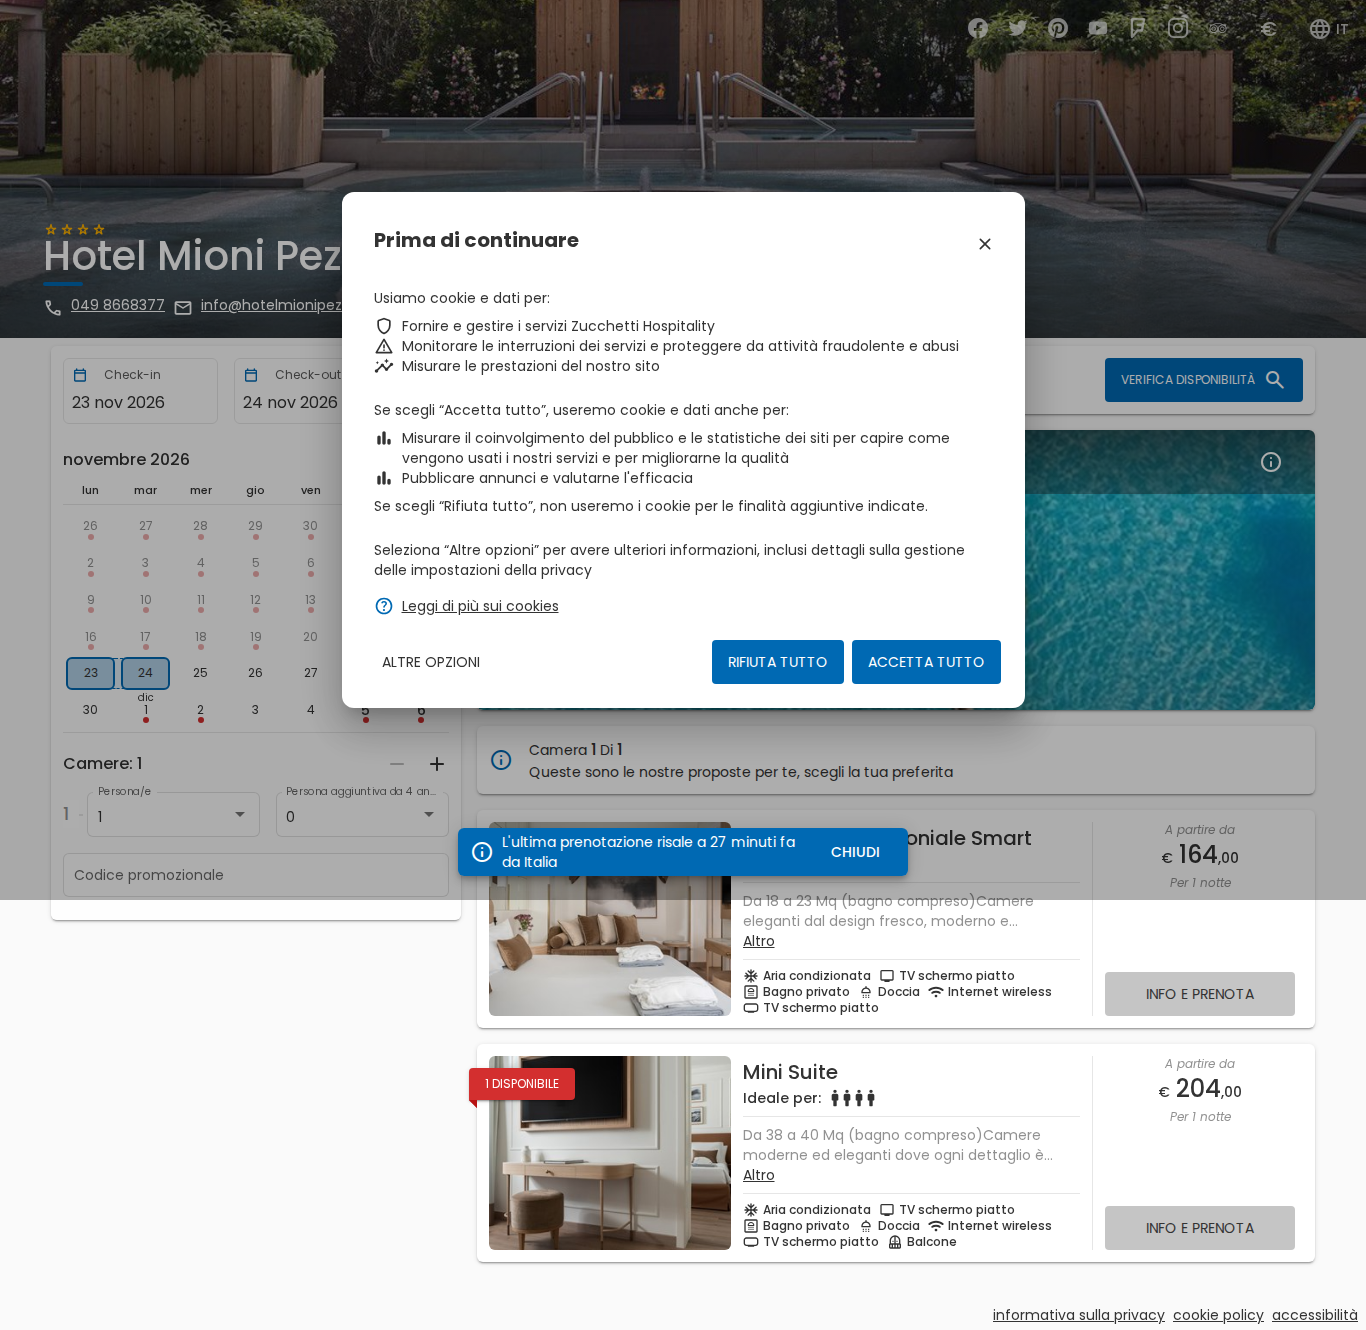 IT
Hotel Mioni Pez
049 8668377
info@hotelmionipez
Check-in
23 nov 2026
Check-out
24 nov 2026
VERIFICA DISPONIBILITÀ
Prima di continuare
Usiamo cookie e dati per:
Fornire e gestire i servizi Zucchetti Hospitality
Monitorare le interruzioni dei servizi e proteggere da attività fraudolente e abusi
Misurare le prestazioni del nostro sito
Se scegli “Accetta tutto”, useremo cookie e dati anche per:
Misurare il coinvolgimento del pubblico e le statistiche dei siti per capire come
vengono usati i nostri servizi e per migliorarne la qualità
Pubblicare annunci e valutarne l'efficacia
Se scegli “Rifiuta tutto”, non useremo i cookie per le finalità aggiuntive indicate.
Seleziona “Altre opzioni” per avere ulteriori informazioni, inclusi dettagli sulla gestione
delle impostazioni della privacy
Leggi di più sui cookies
ALTRE OPZIONI
RIFIUTA TUTTO
ACCETTA TUTTO
novembre 2026
lun mar mer gio ven
26 27 28 29 30
2 3 4 5 6
9 10 11 12 13
16 17 18 19 20
23 24 25 26 27
dic
30 1 2 3 4 5 6
Camere: 1
1 -
Persona/e
1
Persona aggiuntiva da 4 an...
0
Codice promozionale
Camera 1 Di 1
Queste sono le nostre proposte per te, scegli la tua preferita
L'ultima prenotazione risale a 27 minuti fa
da Italia
CHIUDI
oniale Smart
Da 18 a 23 Mq (bagno compreso)Camere
eleganti dal design fresco, moderno e...
Altro
Aria condizionata TV schermo piatto
Bagno privato Doccia Internet wireless
TV schermo piatto
A partire da
€ 164,00
Per 1 notte
INFO E PRENOTA
1 DISPONIBILE
Mini Suite
Ideale per:
Da 38 a 40 Mq (bagno compreso)Camere
moderne ed eleganti dove ogni dettaglio è...
Altro
Aria condizionata TV schermo piatto
Bagno privato Doccia Internet wireless
TV schermo piatto Balcone
A partire da
€ 204,00
Per 1 notte
INFO E PRENOTA
informativa sulla privacy cookie policy accessibilità